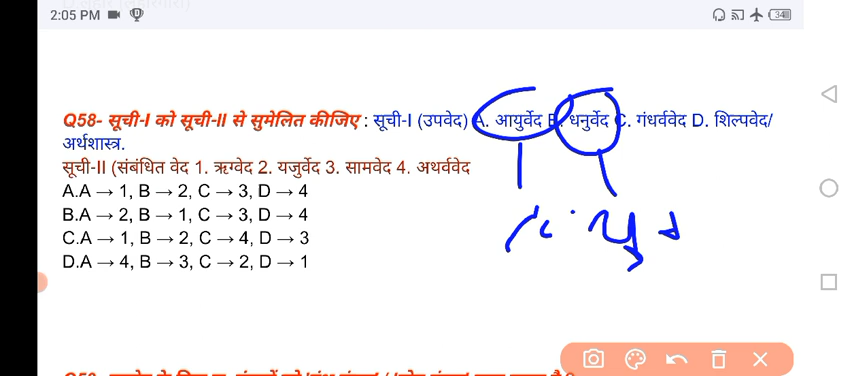 2:05 PM
34
Q58- सूची-I को सूची-II से सुमेलित कीजिए : सूची-I (उपवेद) A. आयुर्वेद B. धनुर्वेद C. गंधर्ववेद D. शिल्पवेद/
अर्थशास्त्र.
सूची-II (संबंधित वेद 1. ऋग्वेद 2. यजुर्वेद 3. सामवेद 4. अथर्ववेद
A.A → 1, B → 2, C → 3, D → 4
B.A → 2, B → 1, C → 3, D → 4
C.A → 1, B → 2, C → 4, D → 3
D.A → 4, B → 3, C → 2, D → 1